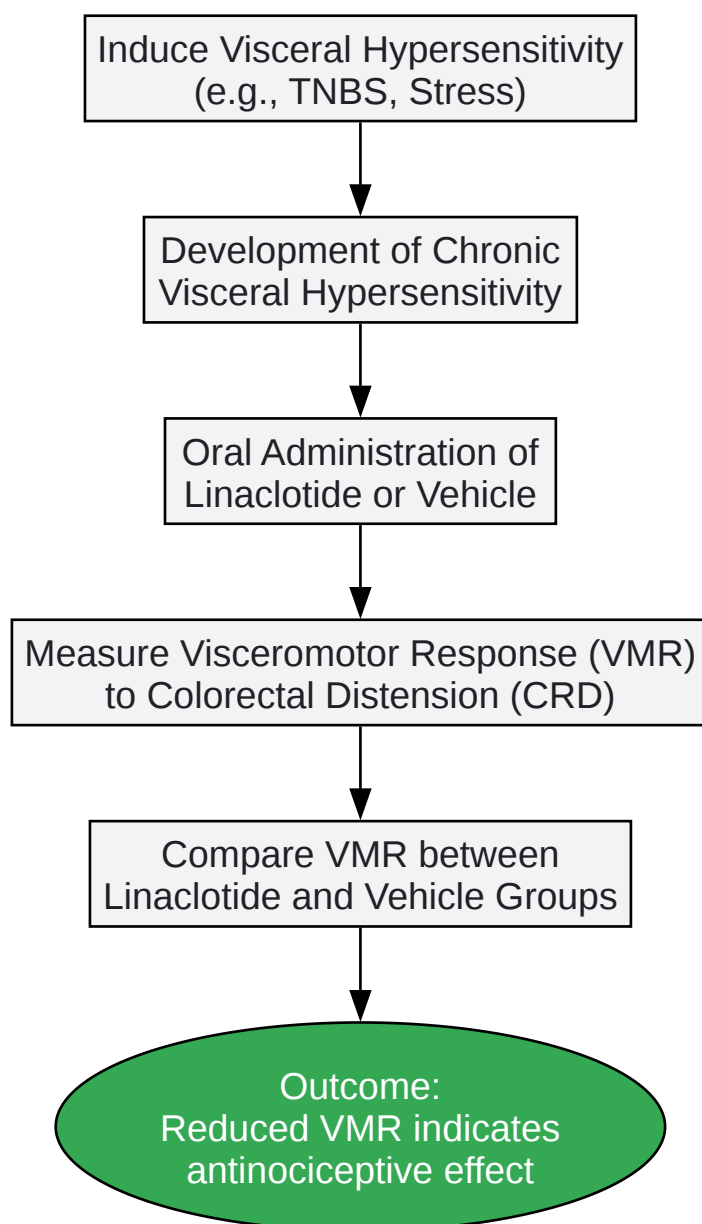 Induce Visceral Hypersensitivity
(e.g., TNBS, Stress)
Development of Chronic
Visceral Hypersensitivity
Oral Administration of
Linaclotide or Vehicle
Measure Visceromotor Response (VMR)
to Colorectal Distension (CRD)
Compare VMR between
Linaclotide and Vehicle Groups
Outcome:
Reduced VMR indicates
antinociceptive effect